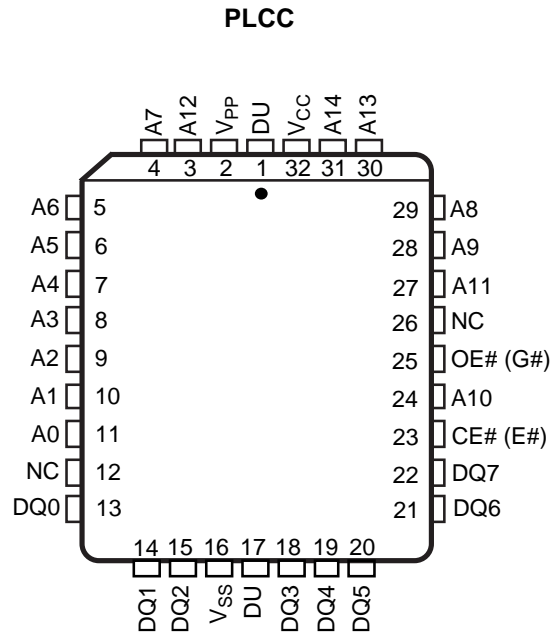 PLCC
A7 A12 VPP DU VCC A14 A13
4 3 2 1 32 31 30
A6 5 29 A8
A5 6 28 A9
A4 7 27 A11
A3 8 26 NC
A2 9 25 OE# (G#)
A1 10 24 A10
A0 11 23 CE# (E#)
NC 12 22 DQ7
DQ0 13 21 DQ6
14 15 16 17 18 19 20
DQ1 DQ2 VSS DU DQ3 DQ4 DQ5